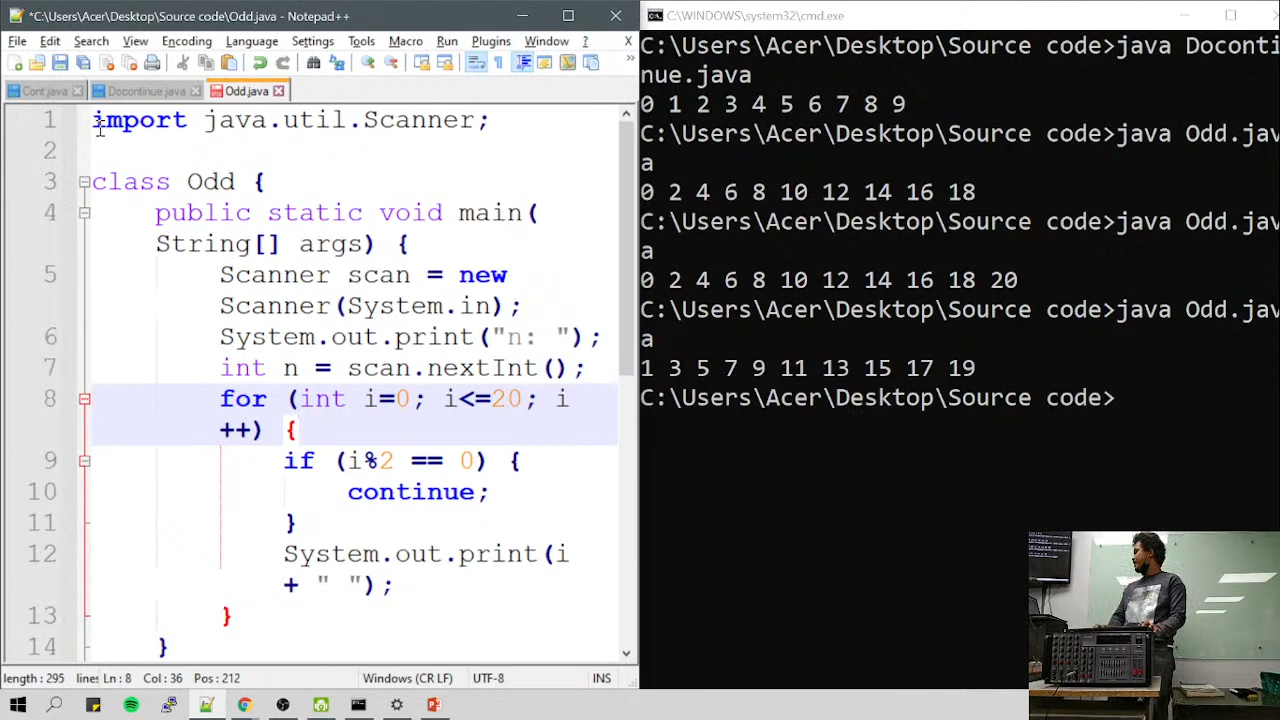 *C:\Users\Acer\Desktop\Source code\Odd.java - Notepad++
File Edit Search View Encoding Language Settings Tools Macro Run Plugins Window ? X
Cont.java Docontinue.java Odd.java
1 import java.util.Scanner;
2
3 class Odd {
4 public static void main(
String[] args) {
5 Scanner scan = new
Scanner(System.in);
6 System.out.print("n: ");
7 int n = scan.nextInt();
8 for (int i=0; i<=20; i
++) {
9 if (i%2 == 0) {
10 continue;
11 }
12 System.out.print(i
+ " ");
13 }
14 }
length: 295 lines Ln: 8 Col: 36 Pos: 212 Windows (CR LF) UTF-8 INS
C:\WINDOWS\system32\cmd.exe
C:\Users\Acer\Desktop\Source code>java Doconti
nue.java
0 1 2 3 4 5 6 7 8 9
C:\Users\Acer\Desktop\Source code>java Odd.jav
a
0 2 4 6 8 10 12 14 16 18
C:\Users\Acer\Desktop\Source code>java Odd.jav
a
0 2 4 6 8 10 12 14 16 18 20
C:\Users\Acer\Desktop\Source code>java Odd.jav
a
1 3 5 7 9 11 13 15 17 19
C:\Users\Acer\Desktop\Source code>